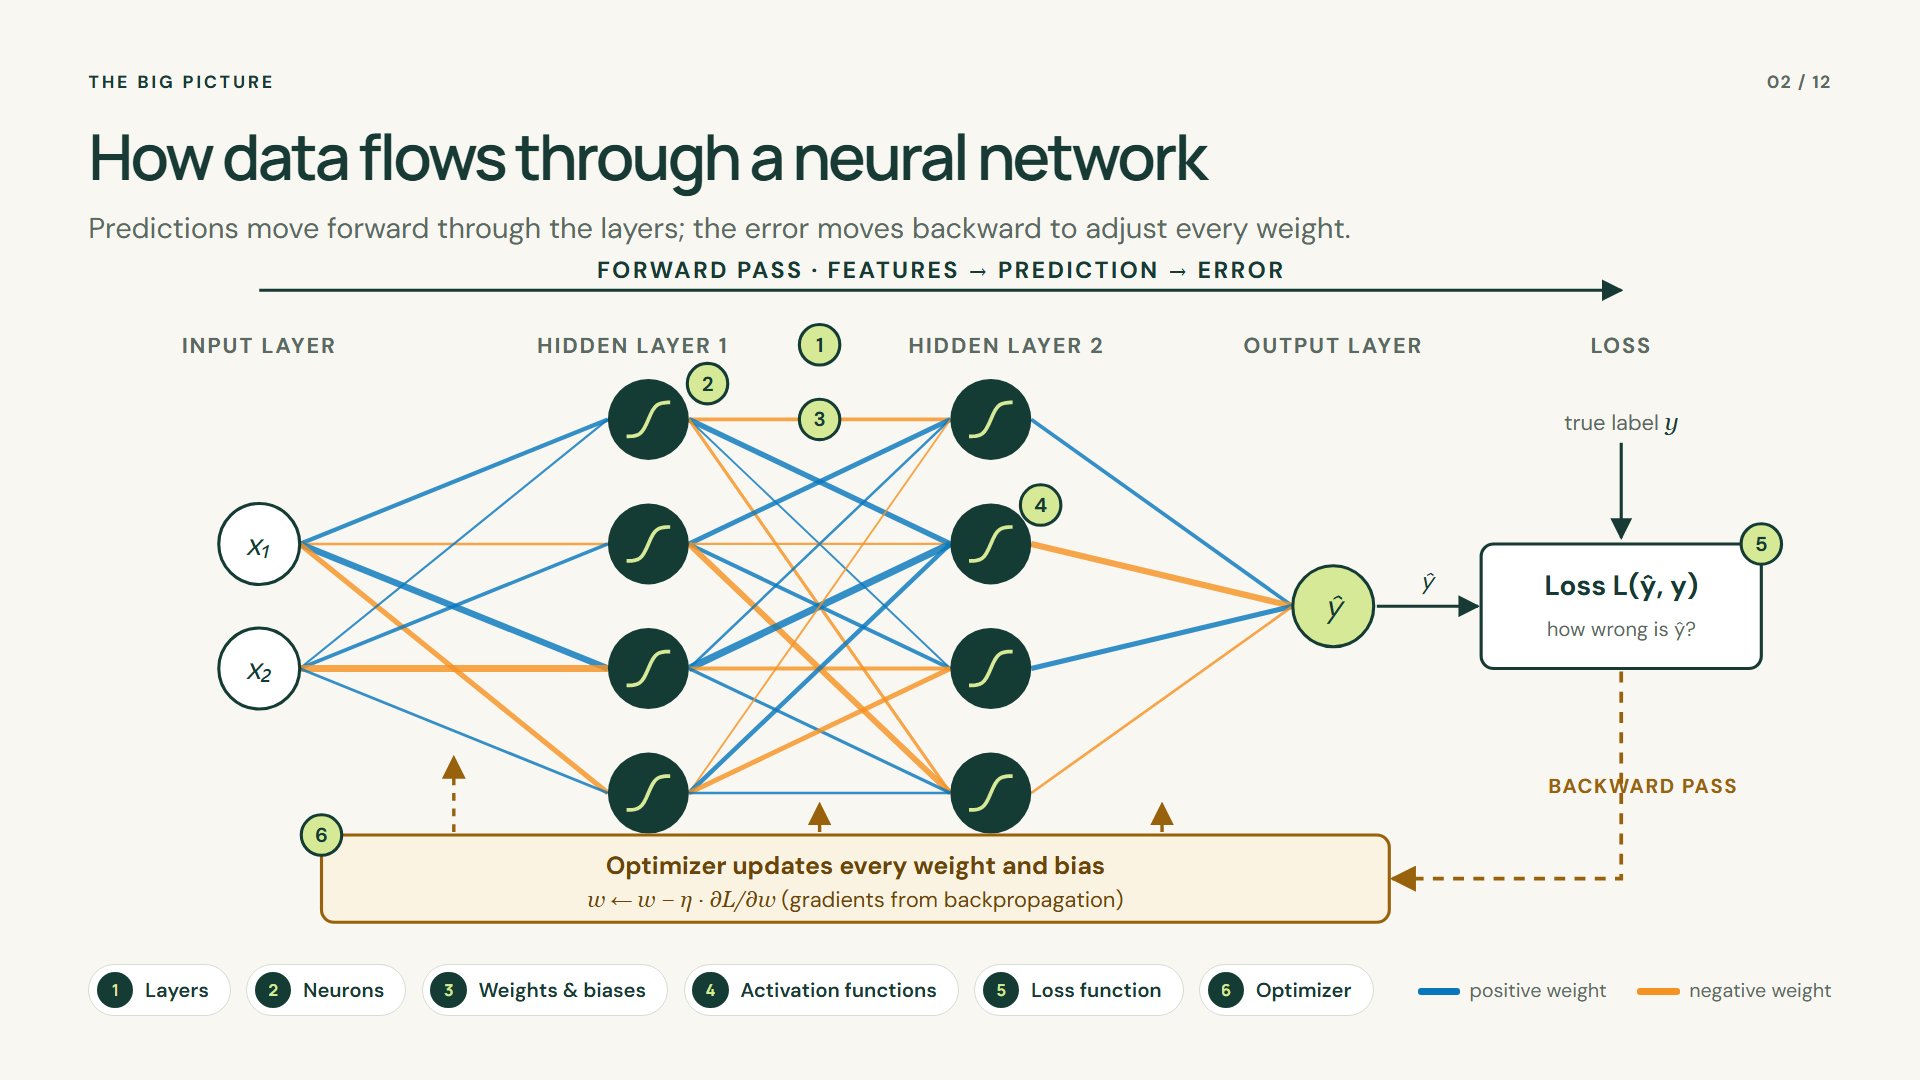 THE BIG PICTURE
02 / 12
How data flows through a neural network
Predictions move forward through the layers; the error moves backward to adjust every weight.
FORWARD PASS · FEATURES → PREDICTION → ERROR
INPUT LAYER
HIDDEN LAYER 1
1
HIDDEN LAYER 2
OUTPUT LAYER
LOSS
2
3
true label y
4
x₁
5
ŷ
Loss L(ŷ, y)
ŷ
how wrong is ŷ?
x₂
BACKWARD PASS
6
Optimizer updates every weight and bias
w ← w − η · ∂L/∂w (gradients from backpropagation)
1 Layers
2 Neurons
3 Weights & biases
4 Activation functions
5 Loss function
6 Optimizer
positive weight
negative weight